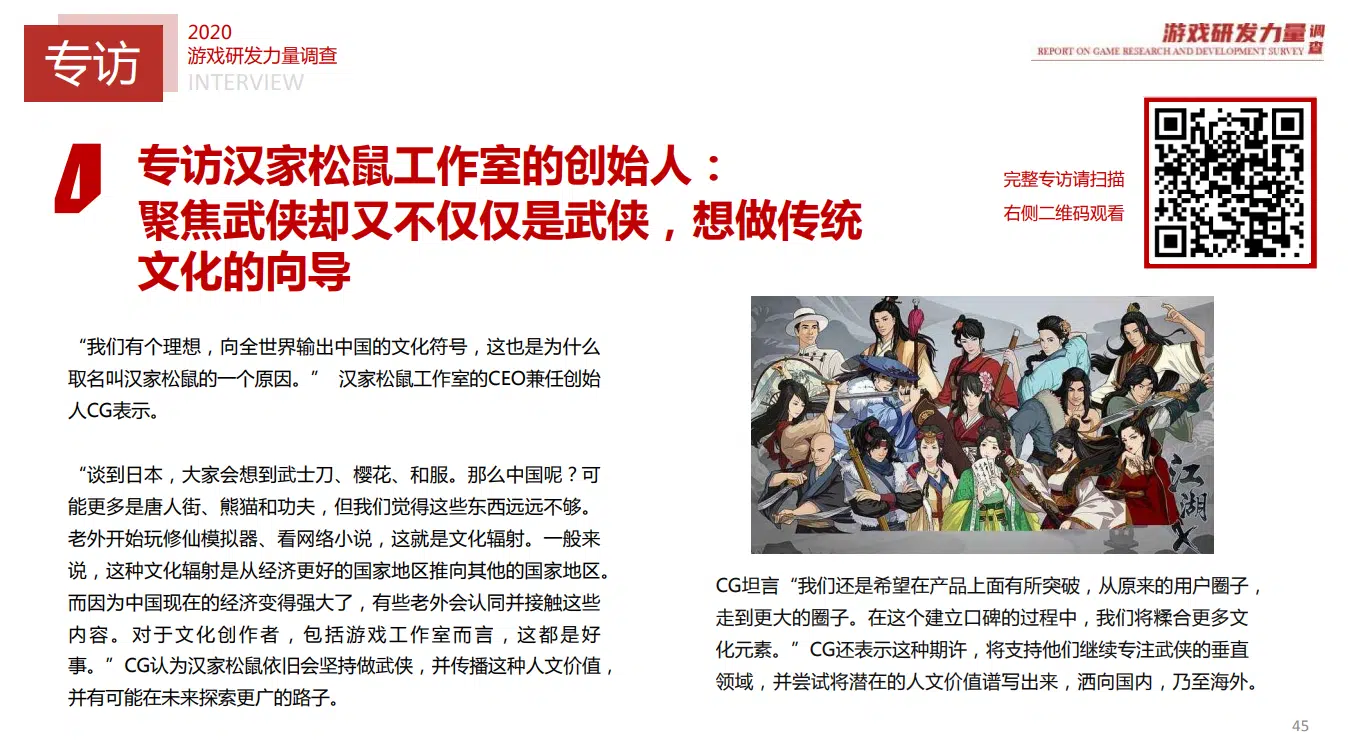 专访
2020
游戏研发力量调查
INTERVIEW
游戏研发力量调查
REPORT ON GAME RESEARCH AND DEVELOPMENT SURVEY
4
专访汉家松鼠工作室的创始人：
聚焦武侠却又不仅仅是武侠，想做传统
文化的向导
完整专访请扫描
右侧二维码观看
“我们有个理想，向全世界输出中国的文化符号，这也是为什么
取名叫汉家松鼠的一个原因。” 汉家松鼠工作室的CEO兼任创始
人CG表示。
“谈到日本，大家会想到武士刀、樱花、和服。那么中国呢？可
能更多是唐人街、熊猫和功夫，但我们觉得这些东西远远不够。
老外开始玩修仙模拟器、看网络小说，这就是文化辐射。一般来
说，这种文化辐射是从经济更好的国家地区推向其他的国家地区。
而因为中国现在的经济变得强大了，有些老外会认同并接触这些
内容。对于文化创作者，包括游戏工作室而言，这都是好
事。”CG认为汉家松鼠依旧会坚持做武侠，并传播这种人文价值，
并有可能在未来探索更广的路子。
江湖X
CG坦言“我们还是希望在产品上面有所突破，从原来的用户圈子，
走到更大的圈子。在这个建立口碑的过程中，我们将糅合更多文
化元素。”CG还表示这种期许，将支持他们继续专注武侠的垂直
领域，并尝试将潜在的人文价值谱写出来，洒向国内，乃至海外。
45